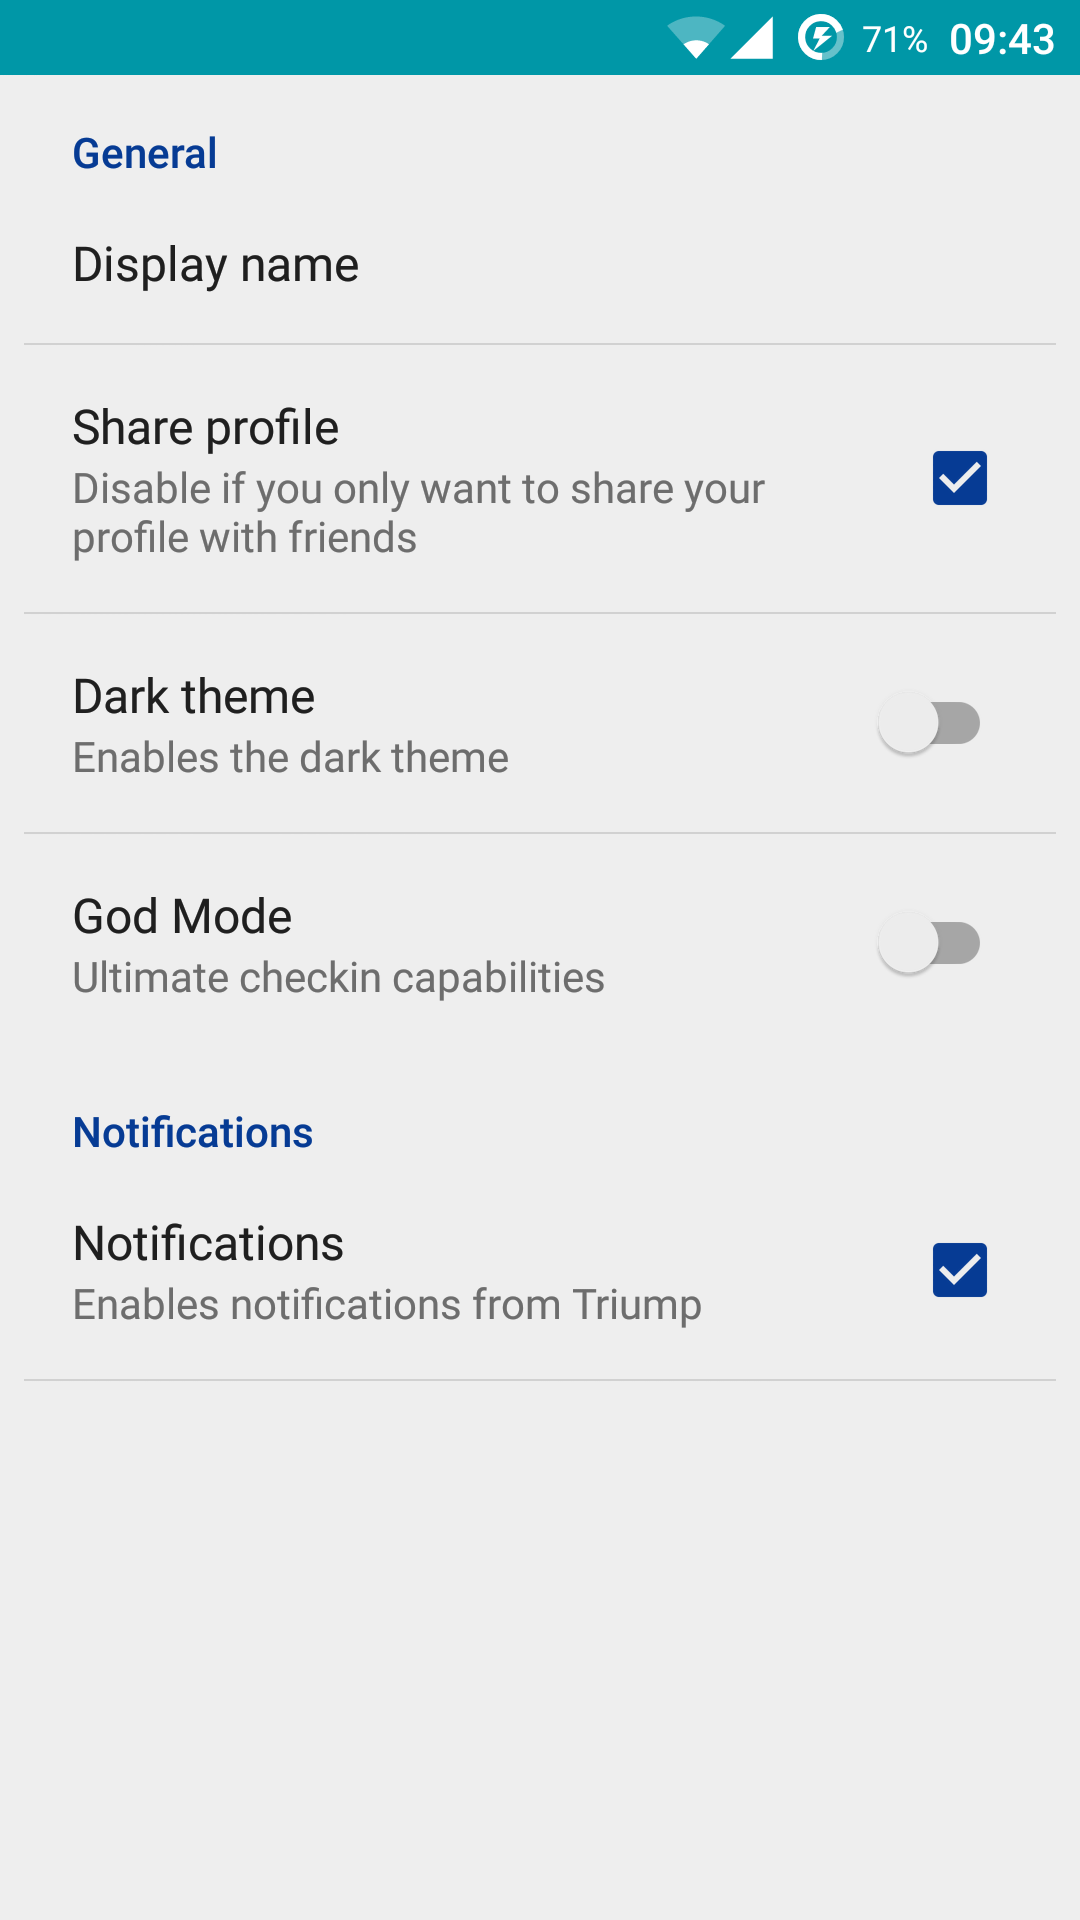 71% 09:43
General
Display name
Share profile
Disable if you only want to share your
profile with friends
Dark theme
Enables the dark theme
God Mode
Ultimate checkin capabilities
Notifications
Notifications
Enables notifications from Triump